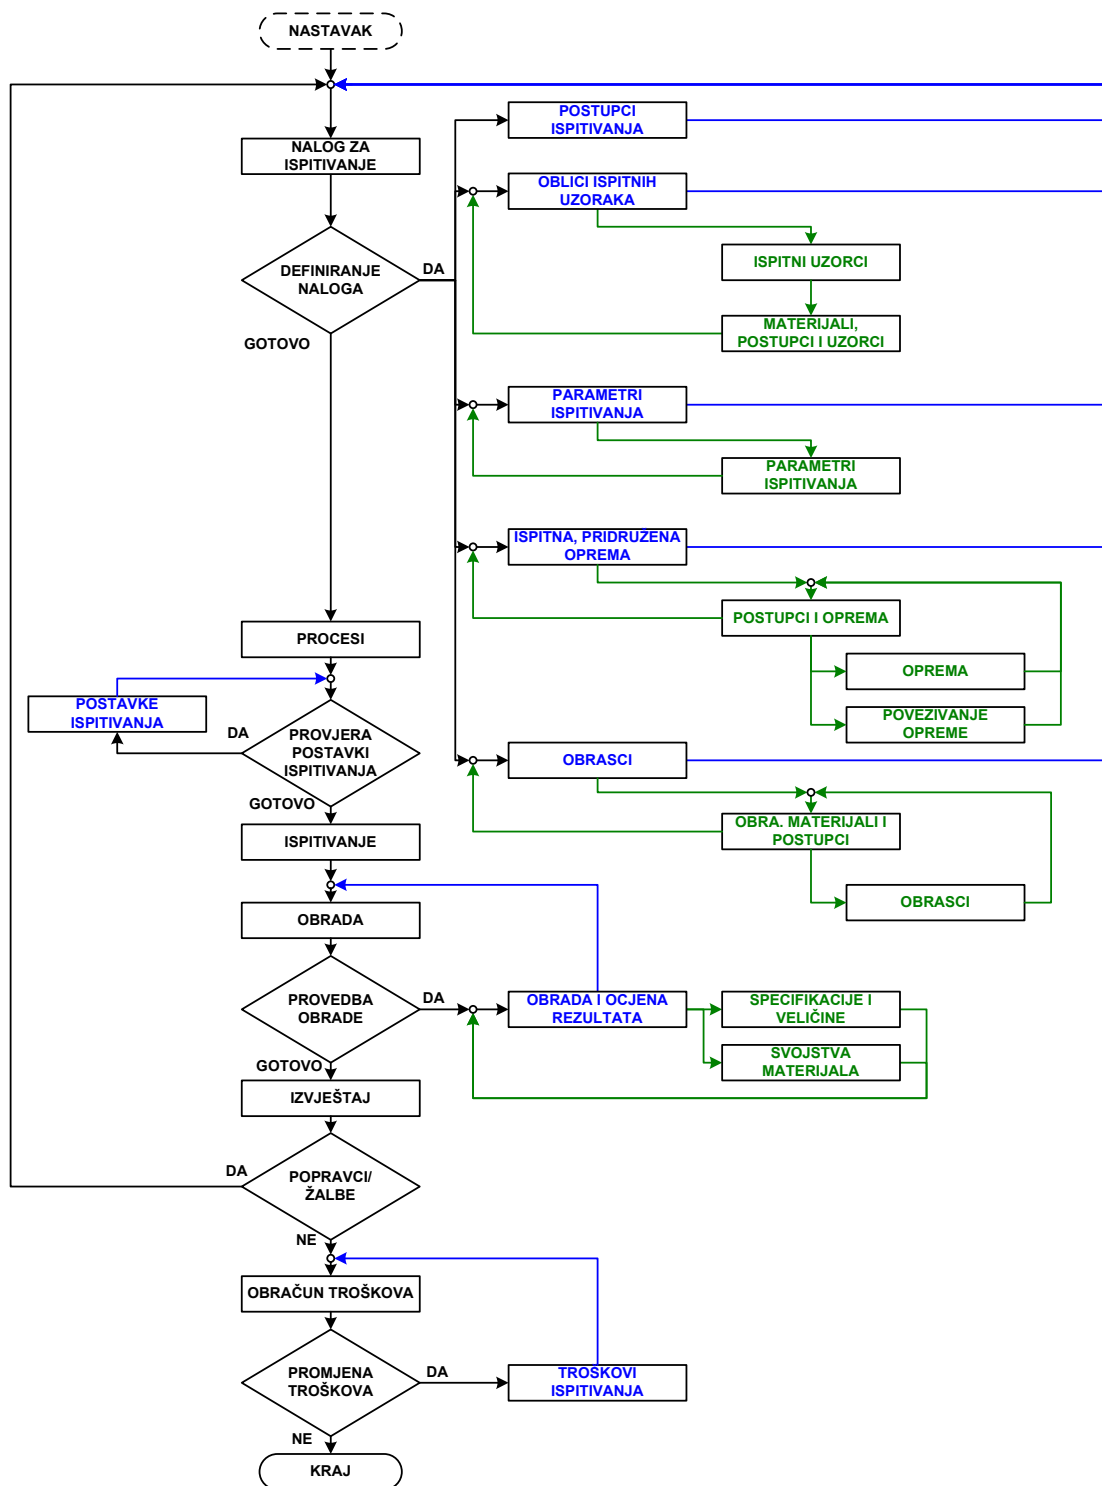 NASTAVAK
POSTUPCI
ISPITIVANJA
NALOG ZA
ISPITIVANJE
OBLICI ISPITNIH
UZORAKA
DEFINIRANJE
NALOGA
DA
ISPITNI UZORCI
GOTOVO
MATERIJALI,
POSTUPCI I UZORCI
PARAMETRI
ISPITIVANJA
PARAMETRI
ISPITIVANJA
ISPITNA, PRIDRUŽENA
OPREMA
PROCESI
POSTUPCI I OPREMA
OPREMA
POSTAVKE
ISPITIVANJA
DA
PROVJERA
POSTAVKI
ISPITIVANJA
POVEZIVANJE
OPREME
OBRASCI
GOTOVO
ISPITIVANJE
OBRA. MATERIJALI I
POSTUPCI
OBRASCI
OBRADA
PROVEDBA
OBRADE
DA
OBRADA I OCJENA
REZULTATA
SPECIFIKACIJE I
VELIČINE
SVOJSTVA
MATERIJALA
GOTOVO
IZVJEŠTAJ
DA
POPRAVCI/
ŽALBE
NE
OBRAČUN TROŠKOVA
PROMJENA
TROŠKOVA
DA
TROŠKOVI
ISPITIVANJA
NE
KRAJ